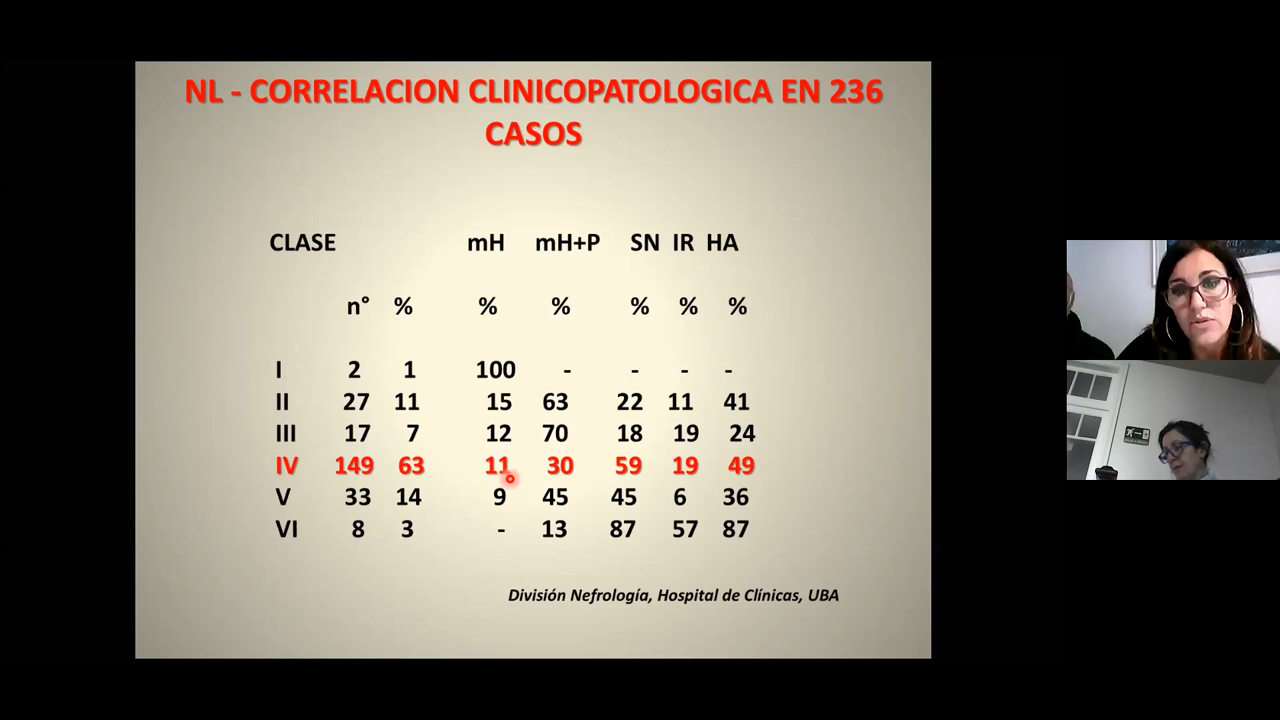 NL - CORRELACION CLINICOPATOLOGICA EN 236
CASOS
CLASE mH mH+P SN IR HA
n° % % % % % %
I 2 1 100 - - - -
II 27 11 15 63 22 11 41
III 17 7 12 70 18 19 24
IV 149 63 11 30 59 19 49
V 33 14 9 45 45 6 36
VI 8 3 - 13 87 57 87
División Nefrología, Hospital de Clínicas, UBA